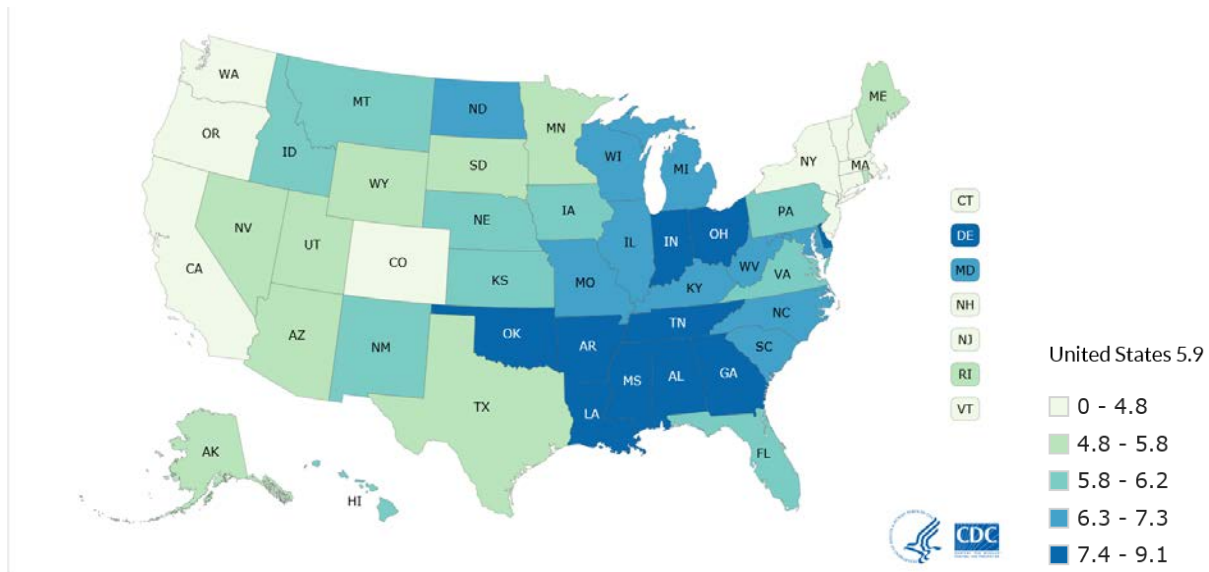 WA
MT
ND
MN
ME
OR
ID
WY
SD
WI
MI
NY
MA
NV
UT
CO
NE
IA
IL
IN
OH
PA
CA
KS
MO
KY
WV
VA
AZ
NM
OK
AR
TN
NC
SC
TX
LA
MS
AL
GA
FL
AK
HI
CT
DE
MD
NH
NJ
RI
VT
United States 5.9
0 - 4.8
4.8 - 5.8
5.8 - 6.2
6.3 - 7.3
7.4 - 9.1
CDC